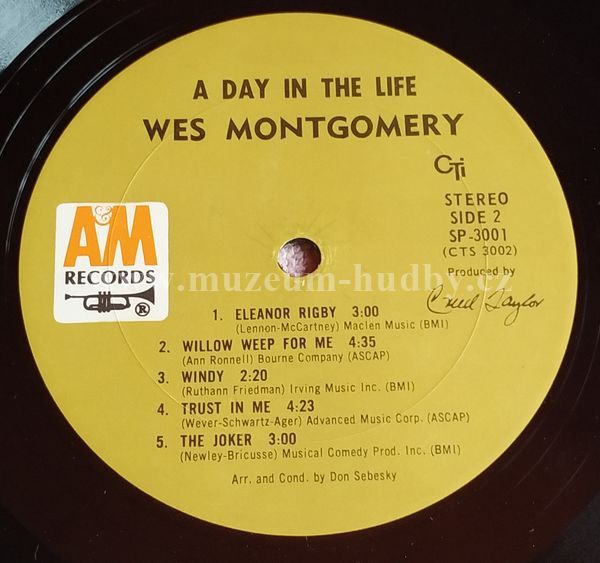 A DAY IN THE LIFE
WES MONTGOMERY
CTi
STEREO
SIDE 2
SP-3001
(CTS 3002)
Produced by
Creed Taylor
A&M
RECORDS
®
www.muzeum-hudby.cz
1. ELEANOR RIGBY 3:00
(Lennon-McCartney) Maclen Music (BMI)
2. WILLOW WEEP FOR ME 4:35
(Ann Ronnell) Bourne Company (ASCAP)
3. WINDY 2:20
(Ruthann Friedman) Irving Music Inc. (BMI)
4. TRUST IN ME 4:23
(Wever-Schwartz-Ager) Advanced Music Corp. (ASCAP)
5. THE JOKER 3:00
(Newley-Bricusse) Musical Comedy Prod. Inc. (BMI)
Arr. and Cond. by Don Sebesky